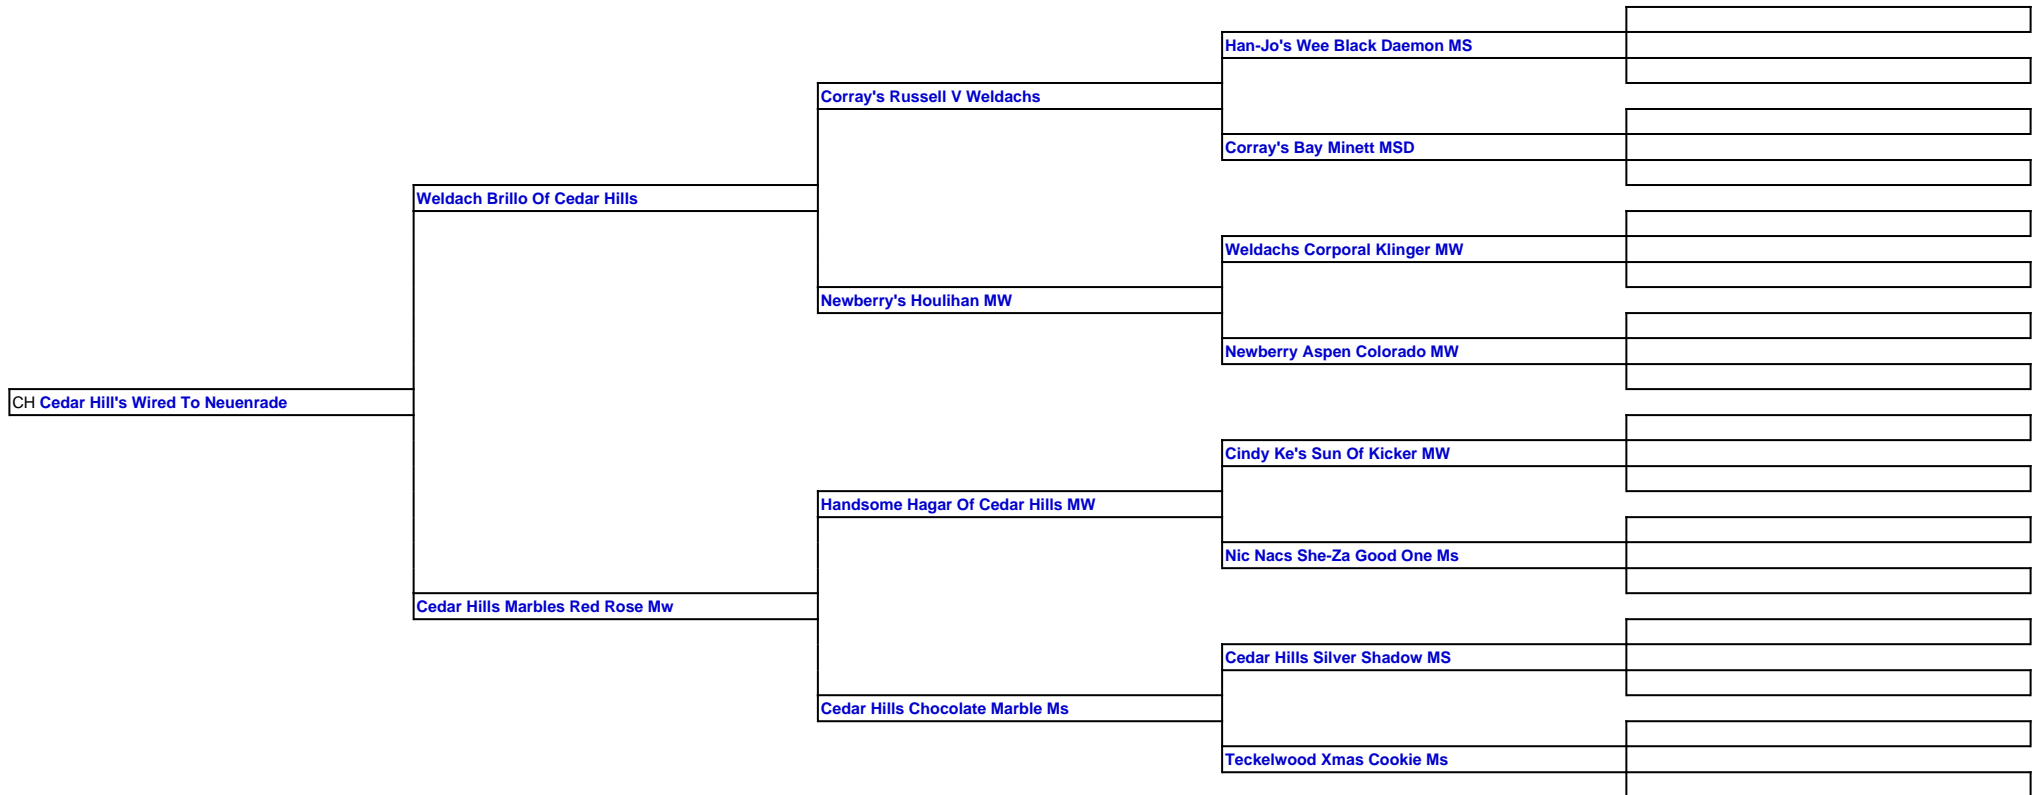 Han-Jo's Wee Black Daemon MS
Corray's Russell V Weldachs
Corray's Bay Minett MSD
Weldach Brillo Of Cedar Hills
Weldachs Corporal Klinger MW
Newberry's Houlihan MW
Newberry Aspen Colorado MW
CH Cedar Hill's Wired To Neuenrade
Cindy Ke's Sun Of Kicker MW
Handsome Hagar Of Cedar Hills MW
Nic Nacs She-Za Good One Ms
Cedar Hills Marbles Red Rose Mw
Cedar Hills Silver Shadow MS
Cedar Hills Chocolate Marble Ms
Teckelwood Xmas Cookie Ms